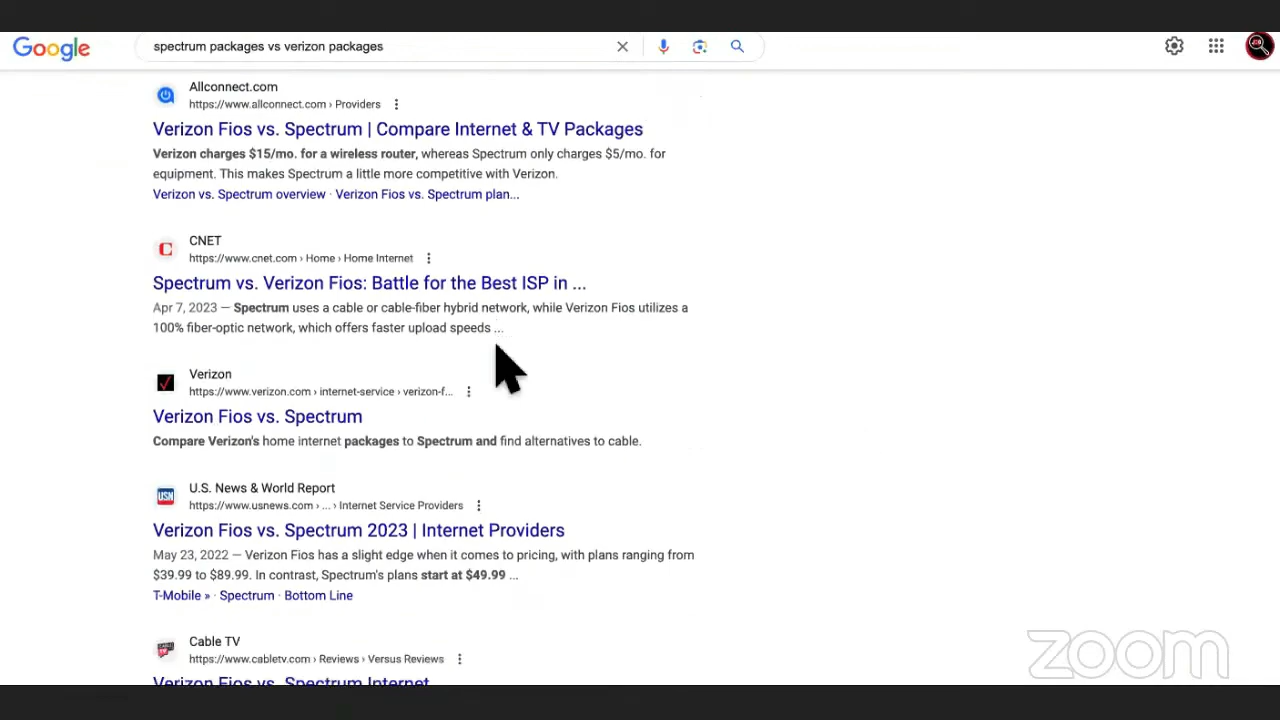 Google
spectrum packages vs verizon packages
Allconnect.com
https://www.allconnect.com › Providers
Verizon Fios vs. Spectrum | Compare Internet & TV Packages
Verizon charges $15/mo. for a wireless router, whereas Spectrum only charges $5/mo. for
equipment. This makes Spectrum a little more competitive with Verizon.
Verizon vs. Spectrum overview · Verizon Fios vs. Spectrum plan...
CNET
https://www.cnet.com › Home › Home Internet
Spectrum vs. Verizon Fios: Battle for the Best ISP in ...
Apr 7, 2023 — Spectrum uses a cable or cable-fiber hybrid network, while Verizon Fios utilizes a
100% fiber-optic network, which offers faster upload speeds ...
Verizon
https://www.verizon.com › internet-service › verizon-f...
Verizon Fios vs. Spectrum
Compare Verizon's home internet packages to Spectrum and find alternatives to cable.
USN
U.S. News & World Report
https://www.usnews.com › ... › Internet Service Providers
Verizon Fios vs. Spectrum 2023 | Internet Providers
May 23, 2022 — Verizon Fios has a slight edge when it comes to pricing, with plans ranging from
$39.99 to $89.99. In contrast, Spectrum's plans start at $49.99 ...
T-Mobile » · Spectrum · Bottom Line
Cable TV
https://www.cabletv.com › Reviews › Versus Reviews
Verizon Fios vs. Spectrum Internet
zoom